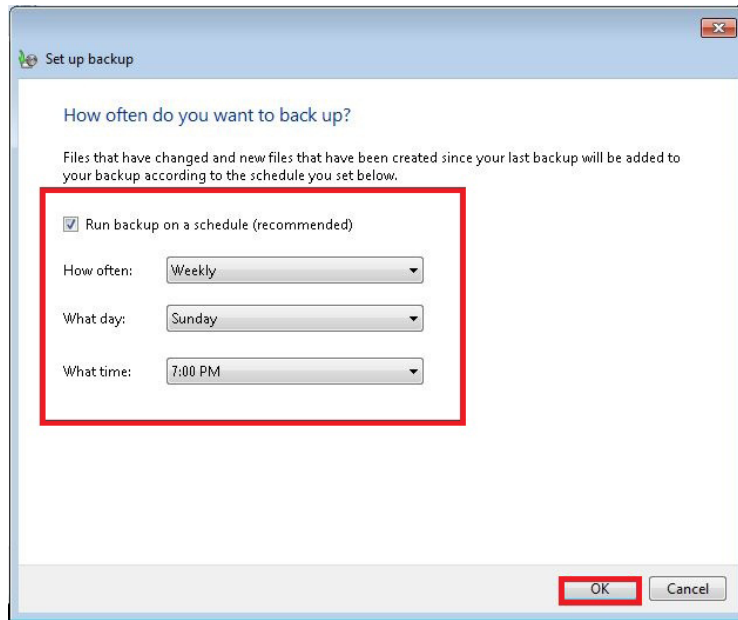 Set up backup
How often do you want to back up?
Files that have changed and new files that have been created since your last backup will be added to
your backup according to the schedule you set below.
Run backup on a schedule (recommended)
How often: Weekly
What day: Sunday
What time: 7:00 PM
OK Cancel